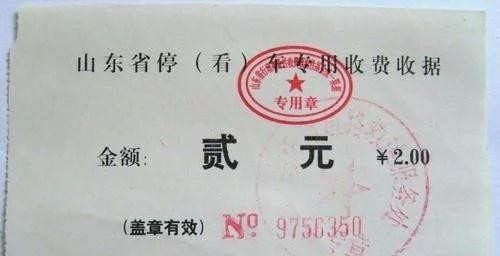 山东省停（看）车专用收费收据
专用章
金额: 贰 元 ¥2.00
(盖章有效) № 9756350